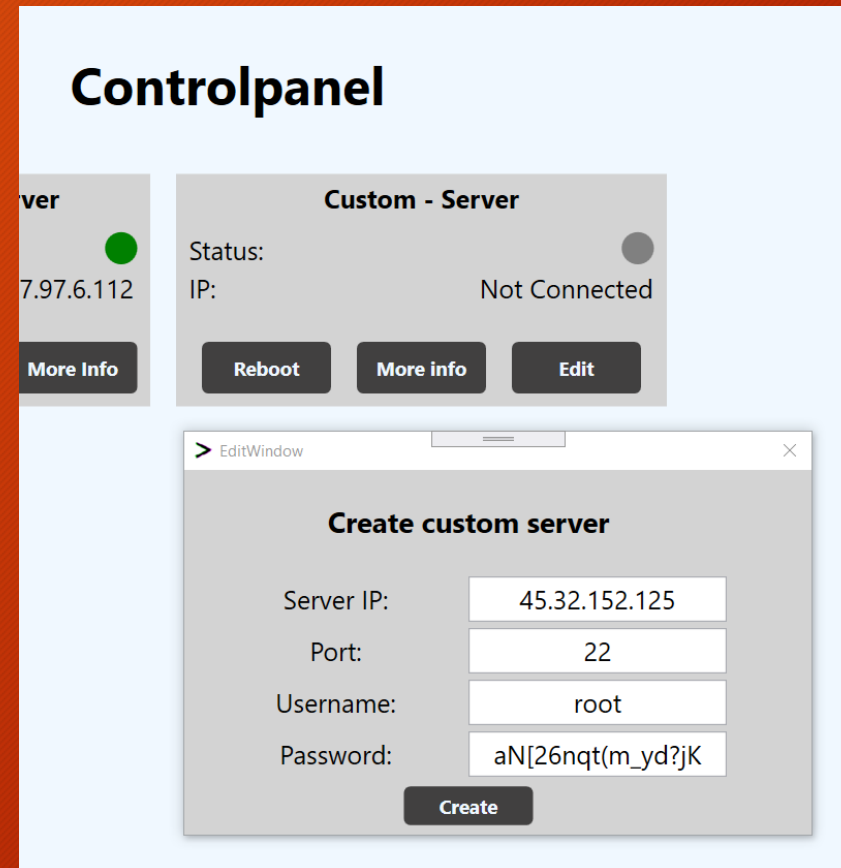 Controlpanel
ver
7.97.6.112
More Info
Custom - Server
Status:
IP: Not Connected
Reboot More info Edit
EditWindow
Create custom server
Server IP: 45.32.152.125
Port: 22
Username: root
Password: aN[26nqt(m_yd?jK
Create